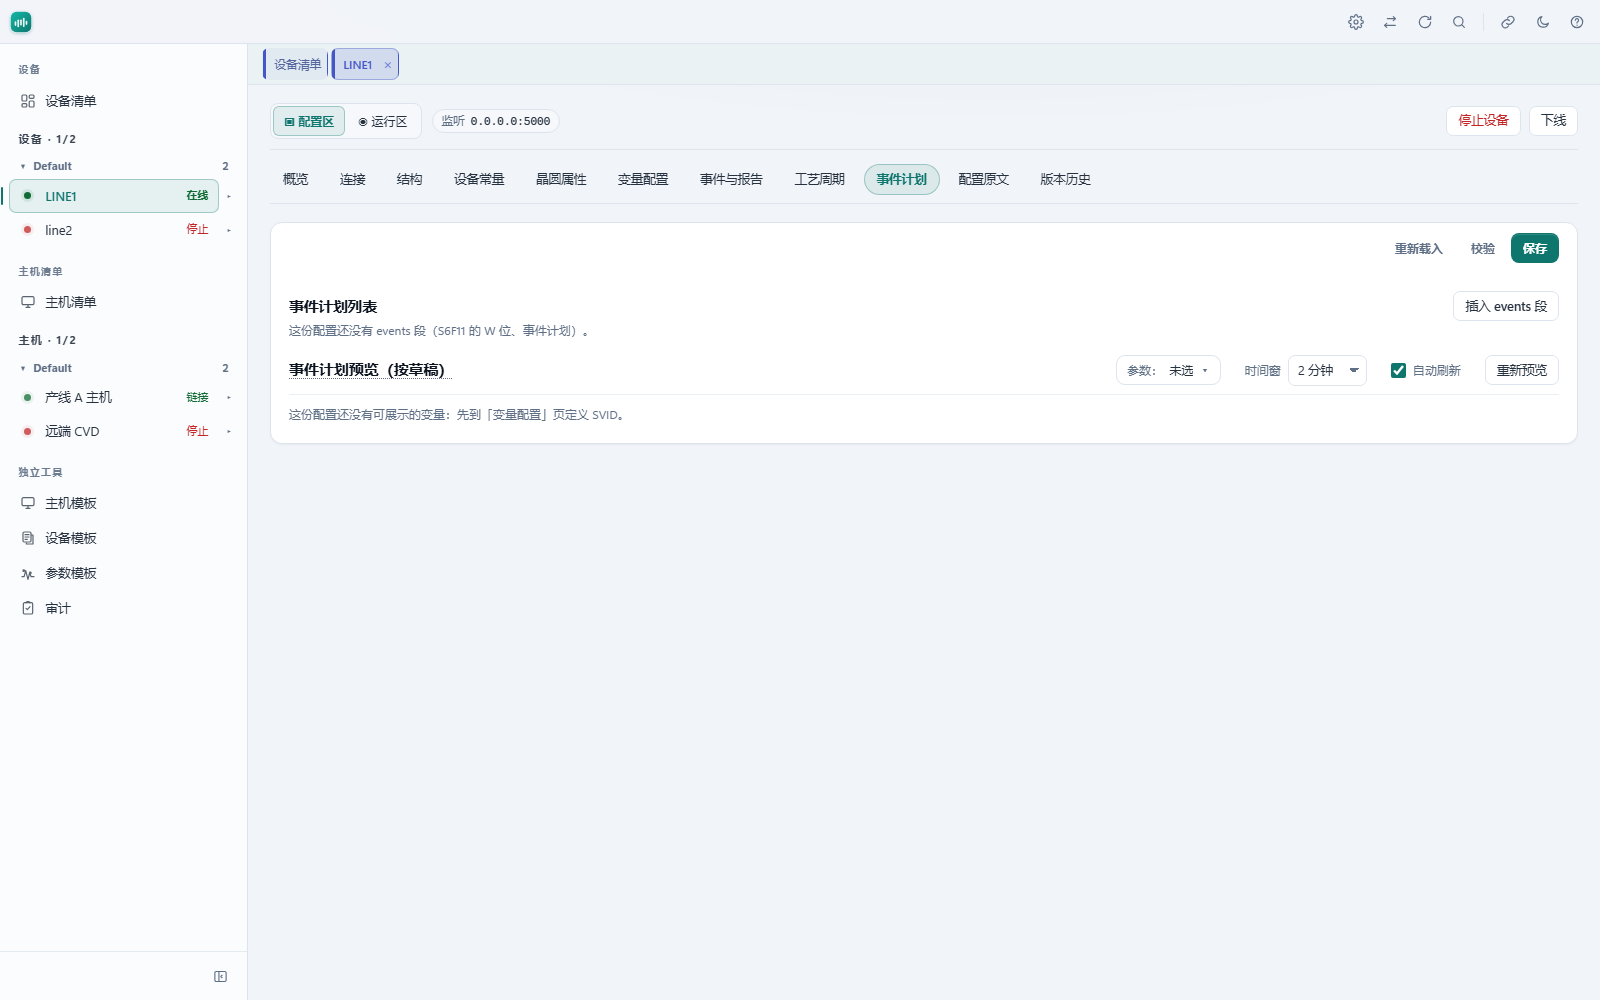 设备
设备清单
设备 · 1/2
Default 2
LINE1 在线
line2 停止
主机清单
主机清单
主机 · 1/2
Default 2
产线 A 主机 链接
远端 CVD 停止
独立工具
主机模板
设备模板
参数模板
审计
设备清单 LINE1 ×
配置区 运行区 监听 0.0.0.0:5000 停止设备 下线
概览 连接 结构 设备常量 晶圆属性 变量配置 事件与报告 工艺周期 事件计划 配置原文 版本历史
重新载入 校验 保存
事件计划列表 插入 events 段
这份配置还没有 events 段（S6F11 的 W 位、事件计划）。
事件计划预览（按草稿） 参数： 未选 时间窗 2 分钟 自动刷新 重新预览
这份配置还没有可展示的变量：先到「变量配置」页定义 SVID。